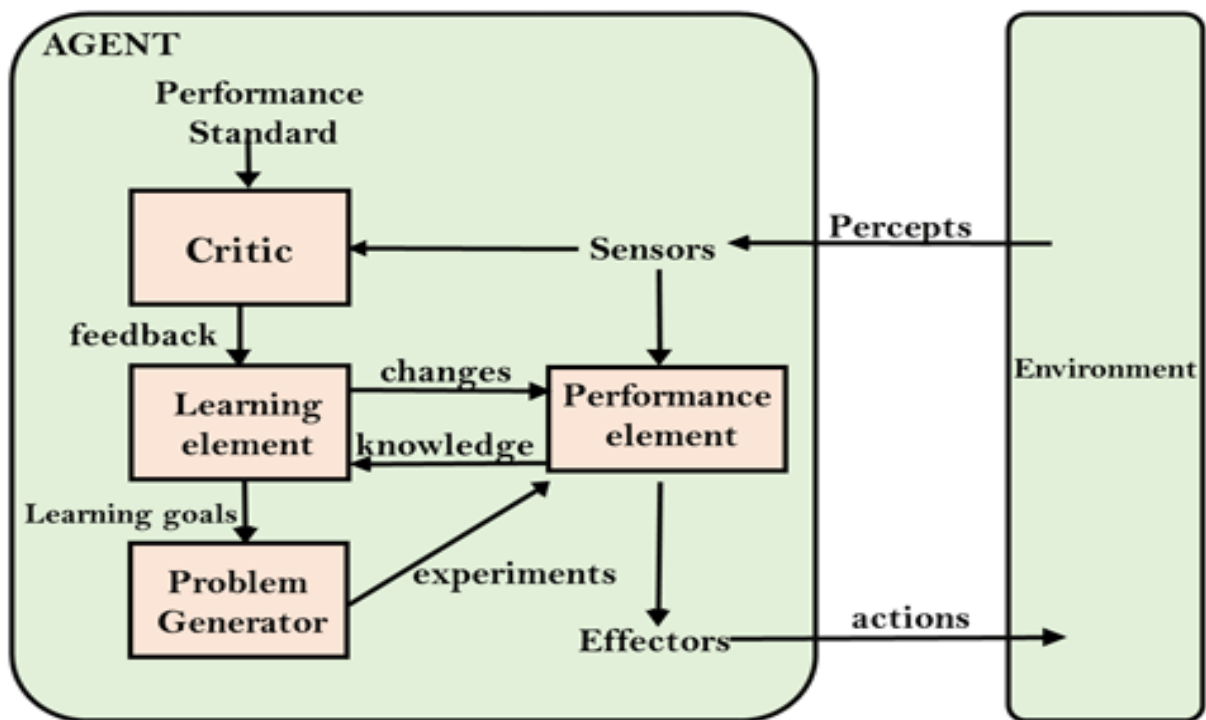 AGENT
Performance
Standard
Critic
Sensors
Percepts
feedback
changes
Learning
element
Performance
element
Environment
knowledge
Learning goals
Problem
Generator
experiments
Effectors
actions